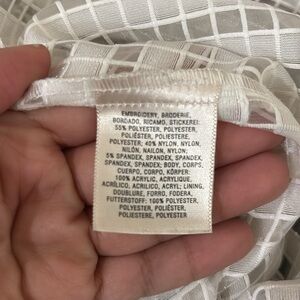 EMBROIDERY, BRODERIE,
BORDADO, RICAMO, STICKEREI:
55% POLYESTER, POLYESTER,
POLIÉSTER, POLIESTERE,
POLYESTER; 40% NYLON, NYLON,
NILÓN, NAILON, NYLON;
5% SPANDEX, SPANDEX, SPANDEX,
SPANDEX, SPANDEX; BODY, CORPS,
CUERPO, CORPO, KÖRPER:
100% ACRYLIC, ACRYLIQUE,
ACRÍLICO, ACRILICO, ACRYL; LINING,
DOUBLURE, FORRO, FODERA,
FUTTERSTOFF: 100% POLYESTER,
POLYESTER, POLIÉSTER,
POLIESTERE, POLYESTER